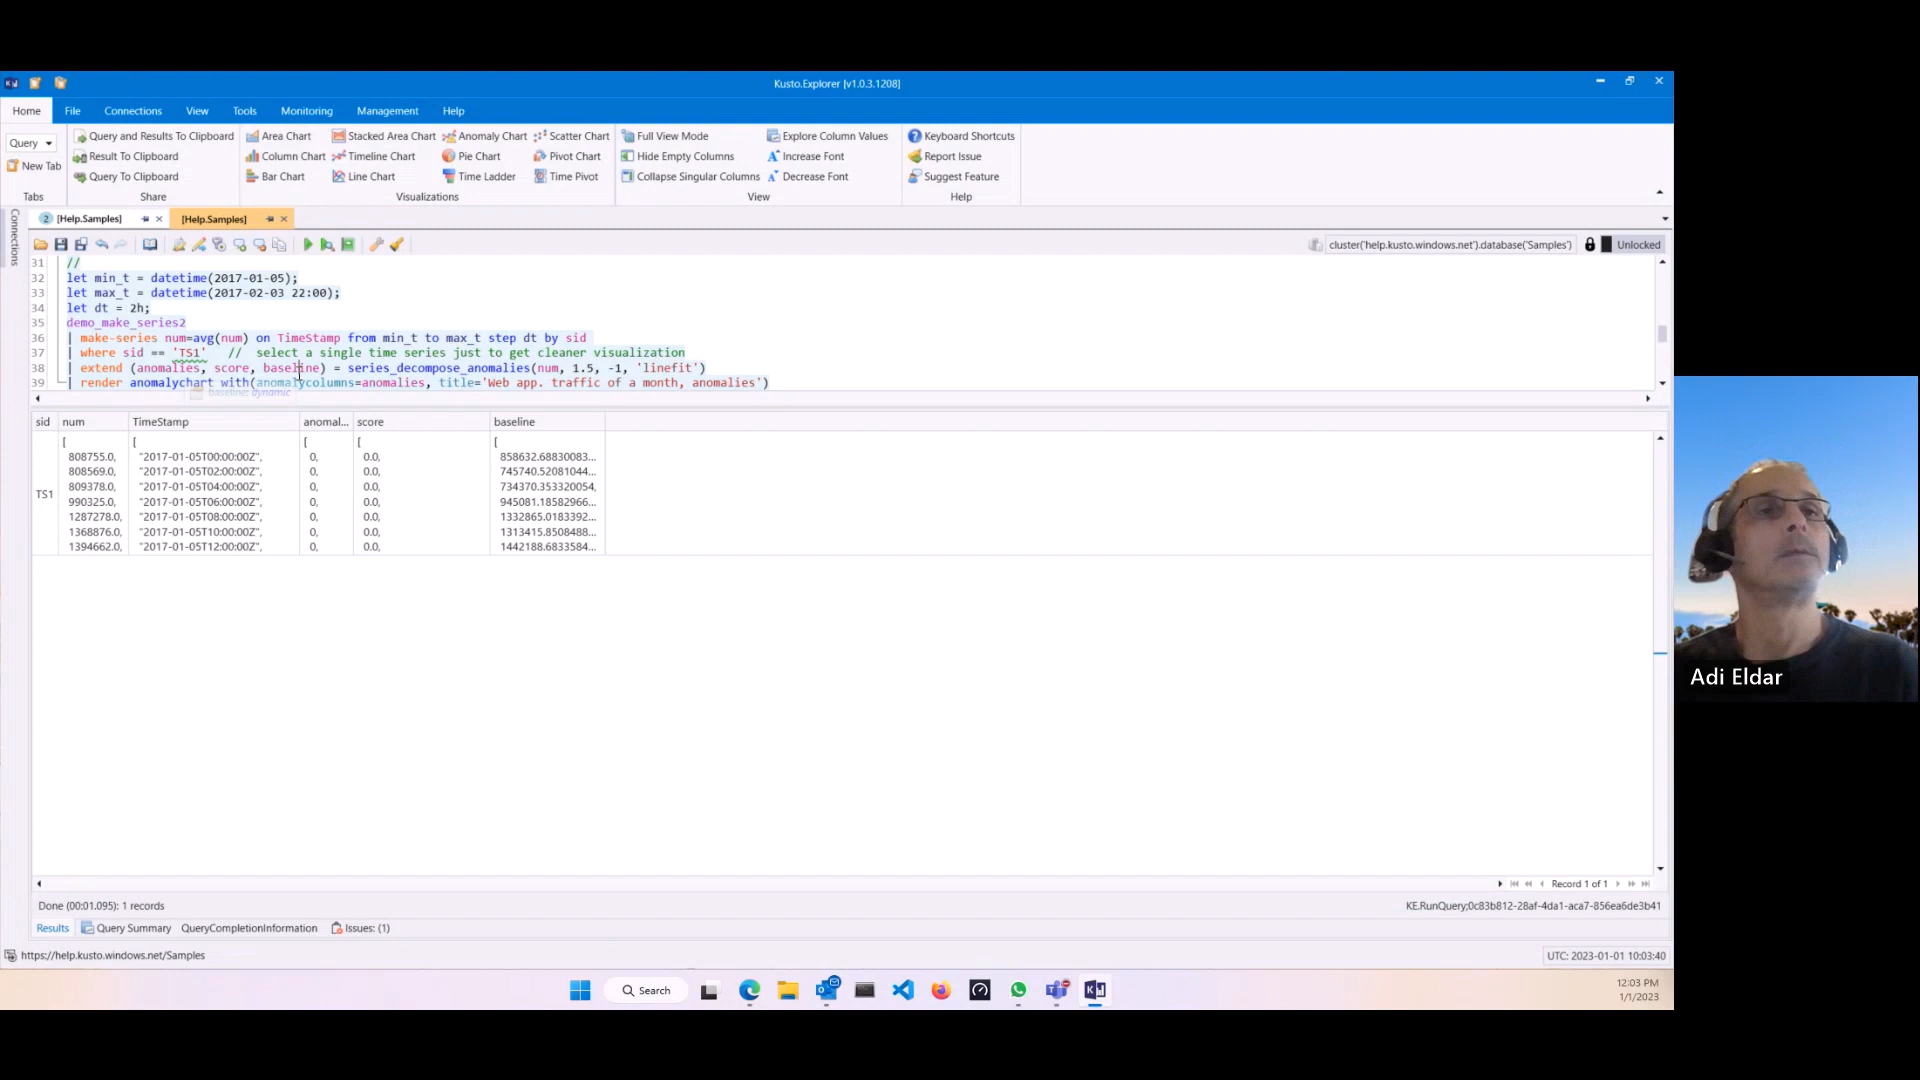 Kusto.Explorer [v1.0.3.1208]
Home File Connections View Tools Monitoring Management Help
Query and Results To Clipboard Area Chart Stacked Area Chart Anomaly Chart Scatter Chart Full View Mode Explore Column Values Keyboard Shortcuts
Query
Result To Clipboard Column Chart Timeline Chart Pie Chart Pivot Chart Hide Empty Columns Increase Font Report Issue
New Tab
Query To Clipboard Bar Chart Line Chart Time Ladder Time Pivot Collapse Singular Columns Decrease Font Suggest Feature
Tabs Share Visualizations View Help
Connections
2 [Help.Samples] [Help.Samples]
cluster('help.kusto.windows.net').database('Samples') Unlocked
31 //
32 let min_t = datetime(2017-01-05);
33 let max_t = datetime(2017-02-03 22:00);
34 let dt = 2h;
35 demo_make_series2
36 | make-series num=avg(num) on TimeStamp from min_t to max_t step dt by sid
37 | where sid == 'TS1' // select a single time series just to get cleaner visualization
38 | extend (anomalies, score, baseline) = series_decompose_anomalies(num, 1.5, -1, 'linefit')
39 | render anomalychart with(anomalycolumns=anomalies, title='Web app. traffic of a month, anomalies')
baseline: dynamic
sid num TimeStamp anomal... score baseline
[ [ [ [ [
808755.0, "2017-01-05T00:00:00Z", 0, 0.0, 858632.68830083...
808569.0, "2017-01-05T02:00:00Z", 0, 0.0, 745740.52081044...
809378.0, "2017-01-05T04:00:00Z", 0, 0.0, 734370.353320054,
TS1
990325.0, "2017-01-05T06:00:00Z", 0, 0.0, 945081.18582966...
1287278.0, "2017-01-05T08:00:00Z", 0, 0.0, 1332865.0183392...
1368876.0, "2017-01-05T10:00:00Z", 0, 0.0, 1313415.8508488...
1394662.0, "2017-01-05T12:00:00Z", 0, 0.0, 1442188.6833584...
Adi Eldar
Record 1 of 1
Done (00:01.095): 1 records KE.RunQuery;0c83b812-28af-4da1-aca7-856ea6de3b41
Results Query Summary QueryCompletionInformation Issues: (1)
https://help.kusto.windows.net/Samples UTC: 2023-01-01 10:03:40
Search
12:03 PM
1/1/2023